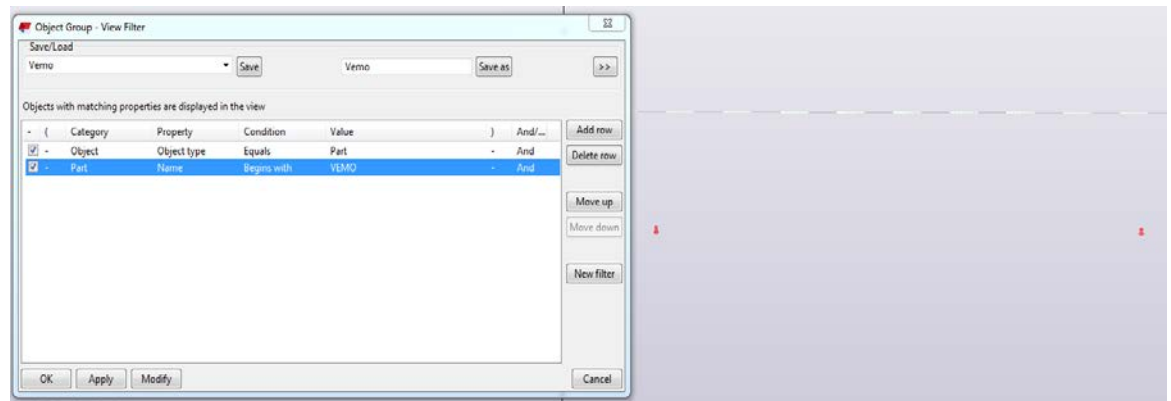 Object Group - View Filter
Save/Load
Vemo Save Vemo Save as >>
Objects with matching properties are displayed in the view
- ( Category Property Condition Value ) And/... Add row
- Object Object type Equals Part - And Delete row
- Part Name Begins with VEMO - And
Move up
Move down
New filter
OK Apply Modify Cancel